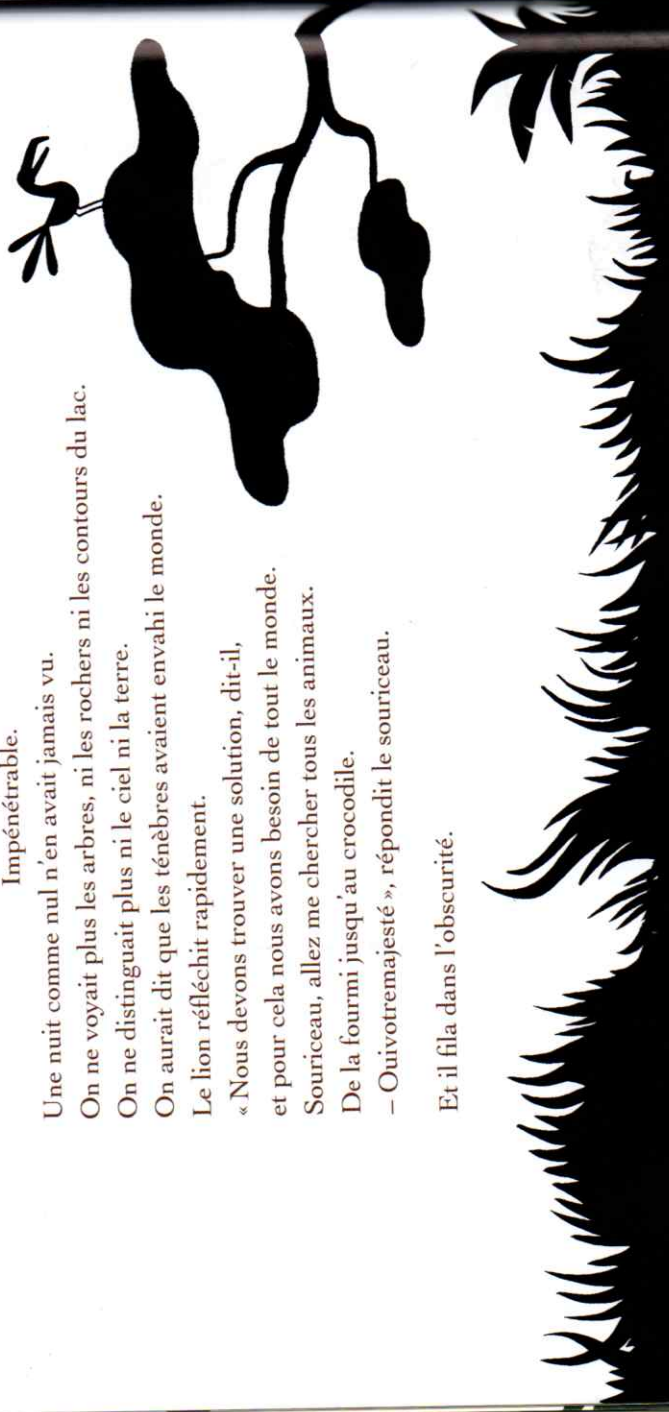 Impénétrable.
Une nuit comme nul n'en avait jamais vu.
On ne voyait plus les arbres, ni les rochers ni les contours du lac.
On ne distinguait plus ni le ciel ni la terre.
On aurait dit que les ténèbres avaient envahi le monde.
Le lion réfléchit rapidement.
« Nous devons trouver une solution, dit-il,
et pour cela nous avons besoin de tout le monde.
Souriceau, allez me chercher tous les animaux.
De la fourmi jusqu'au crocodile.
– Ouivotremajesté », répondit le souriceau.
Et il fila dans l'obscurité.